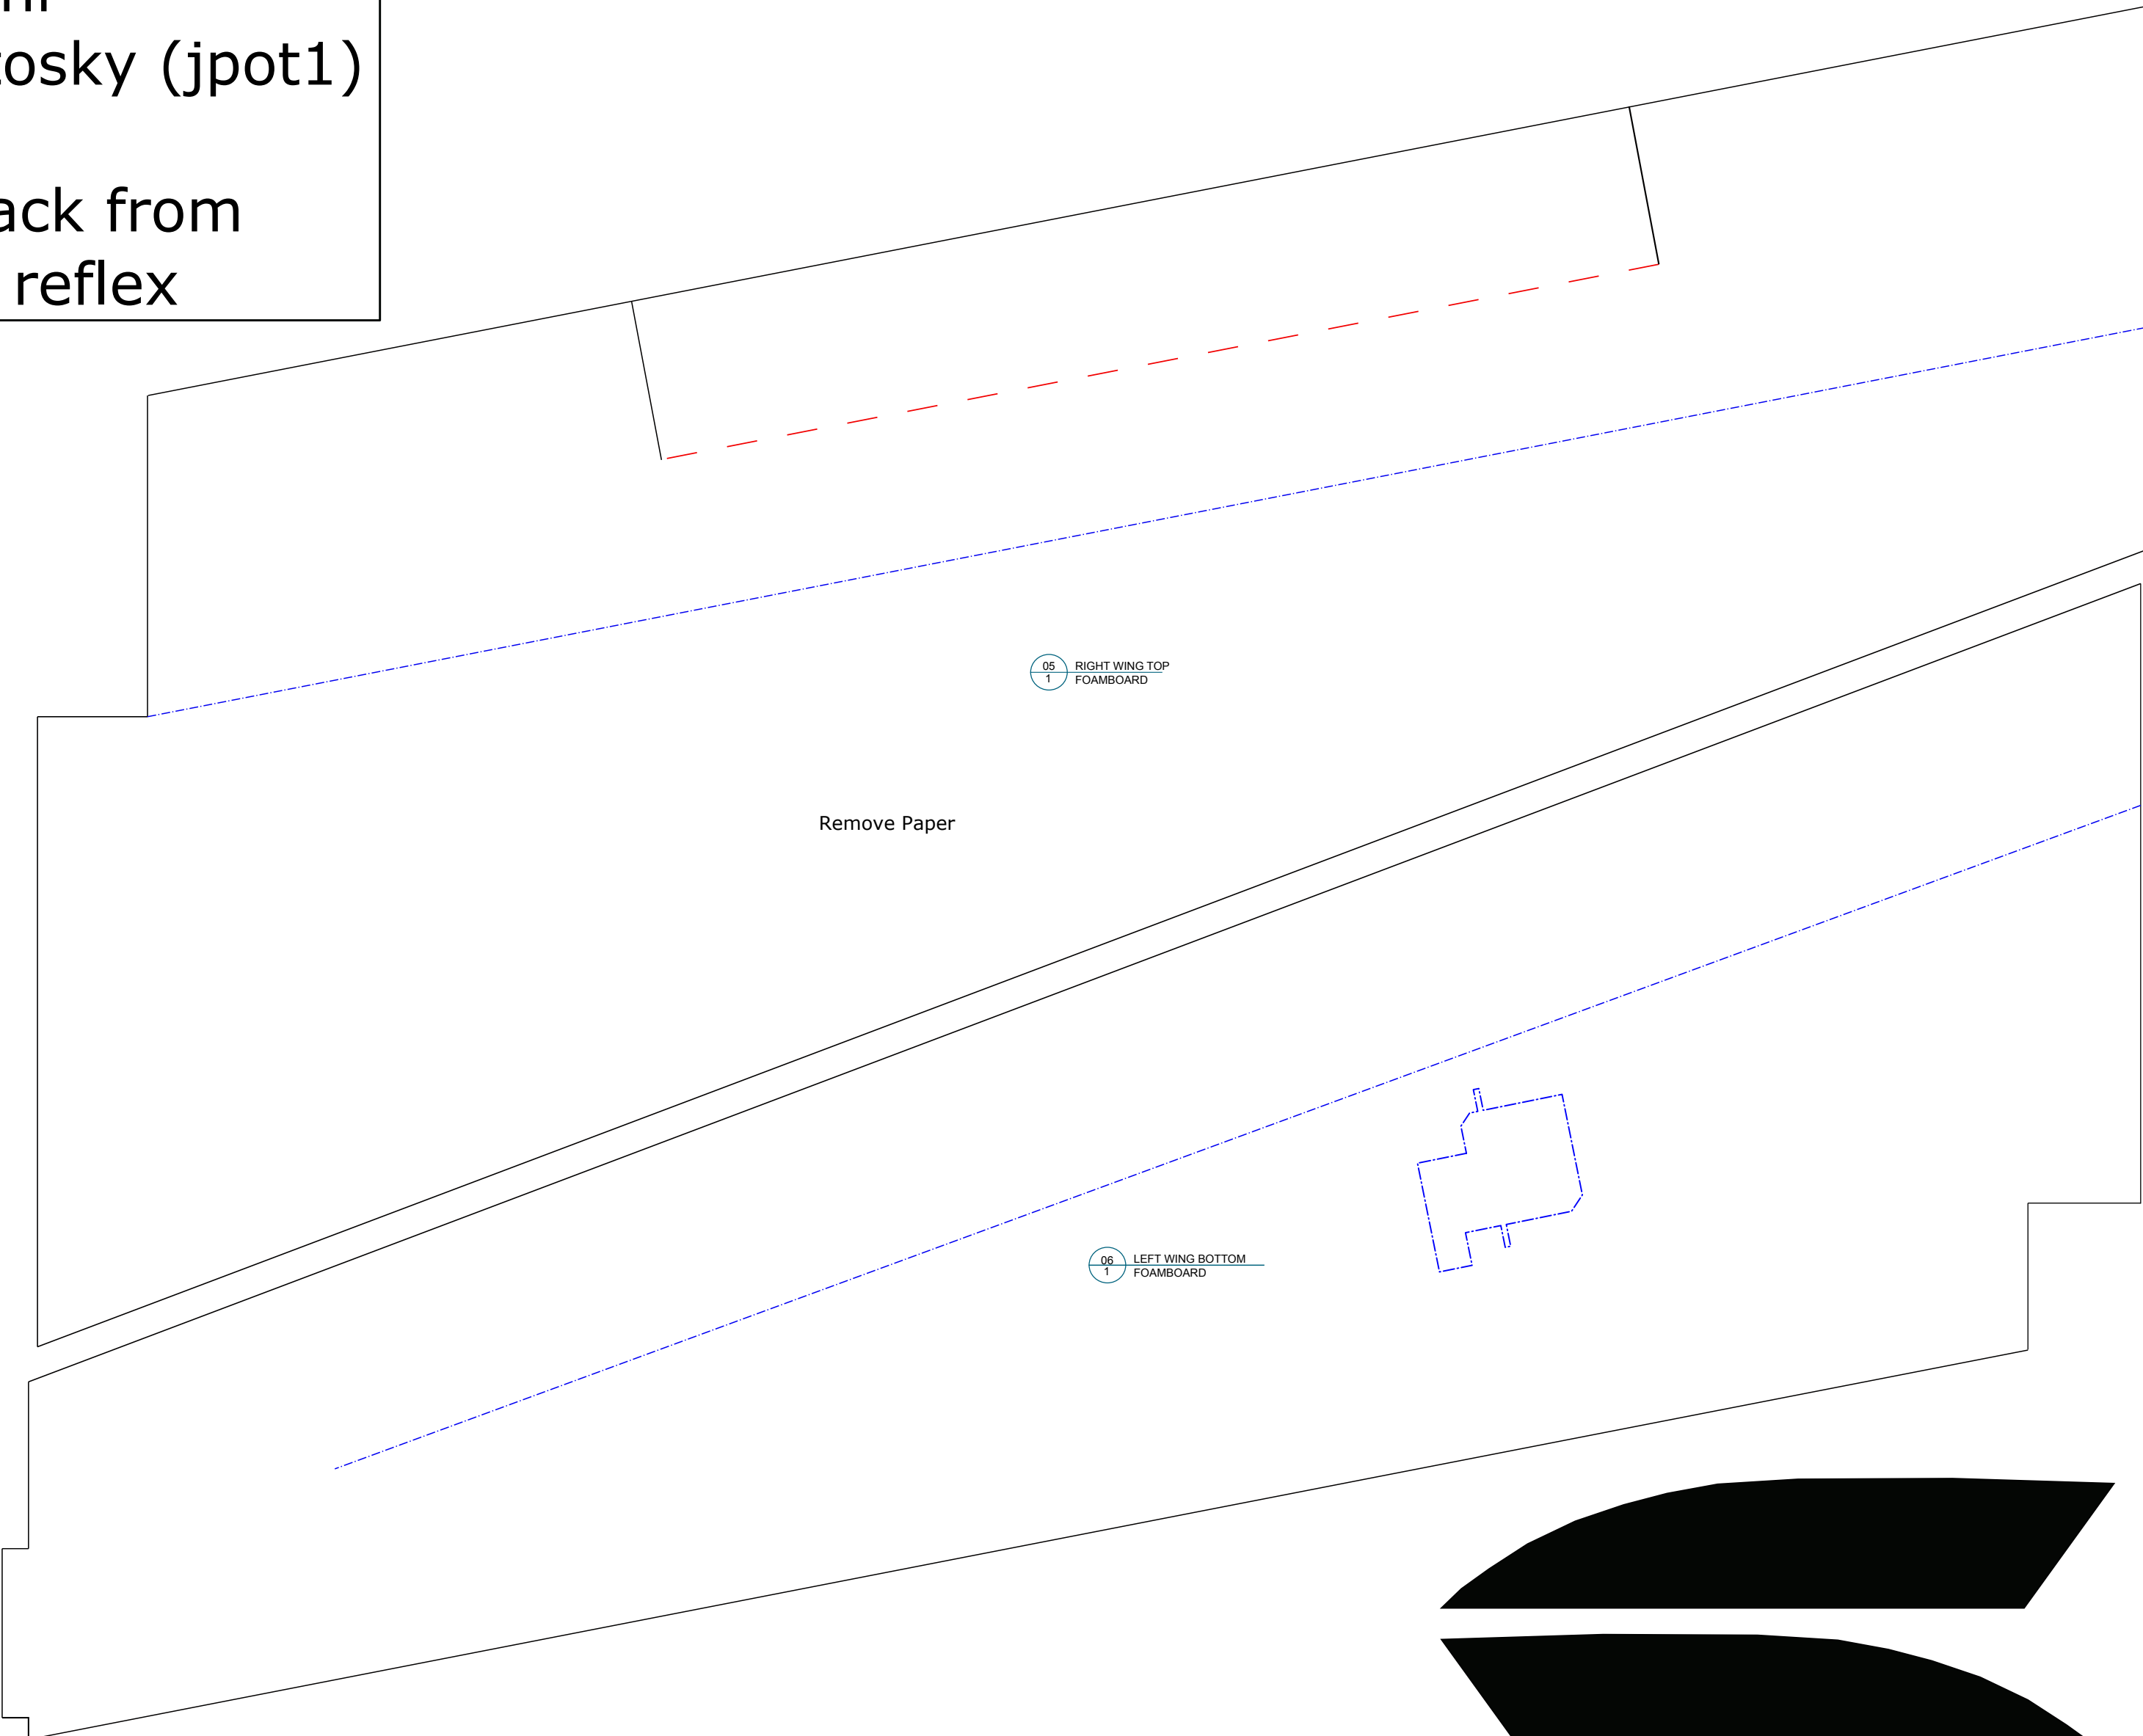 osky (jpot1)
ack from
reflex
05 RIGHT WING TOP
1 FOAMBOARD
Remove Paper
06 LEFT WING BOTTOM
1 FOAMBOARD